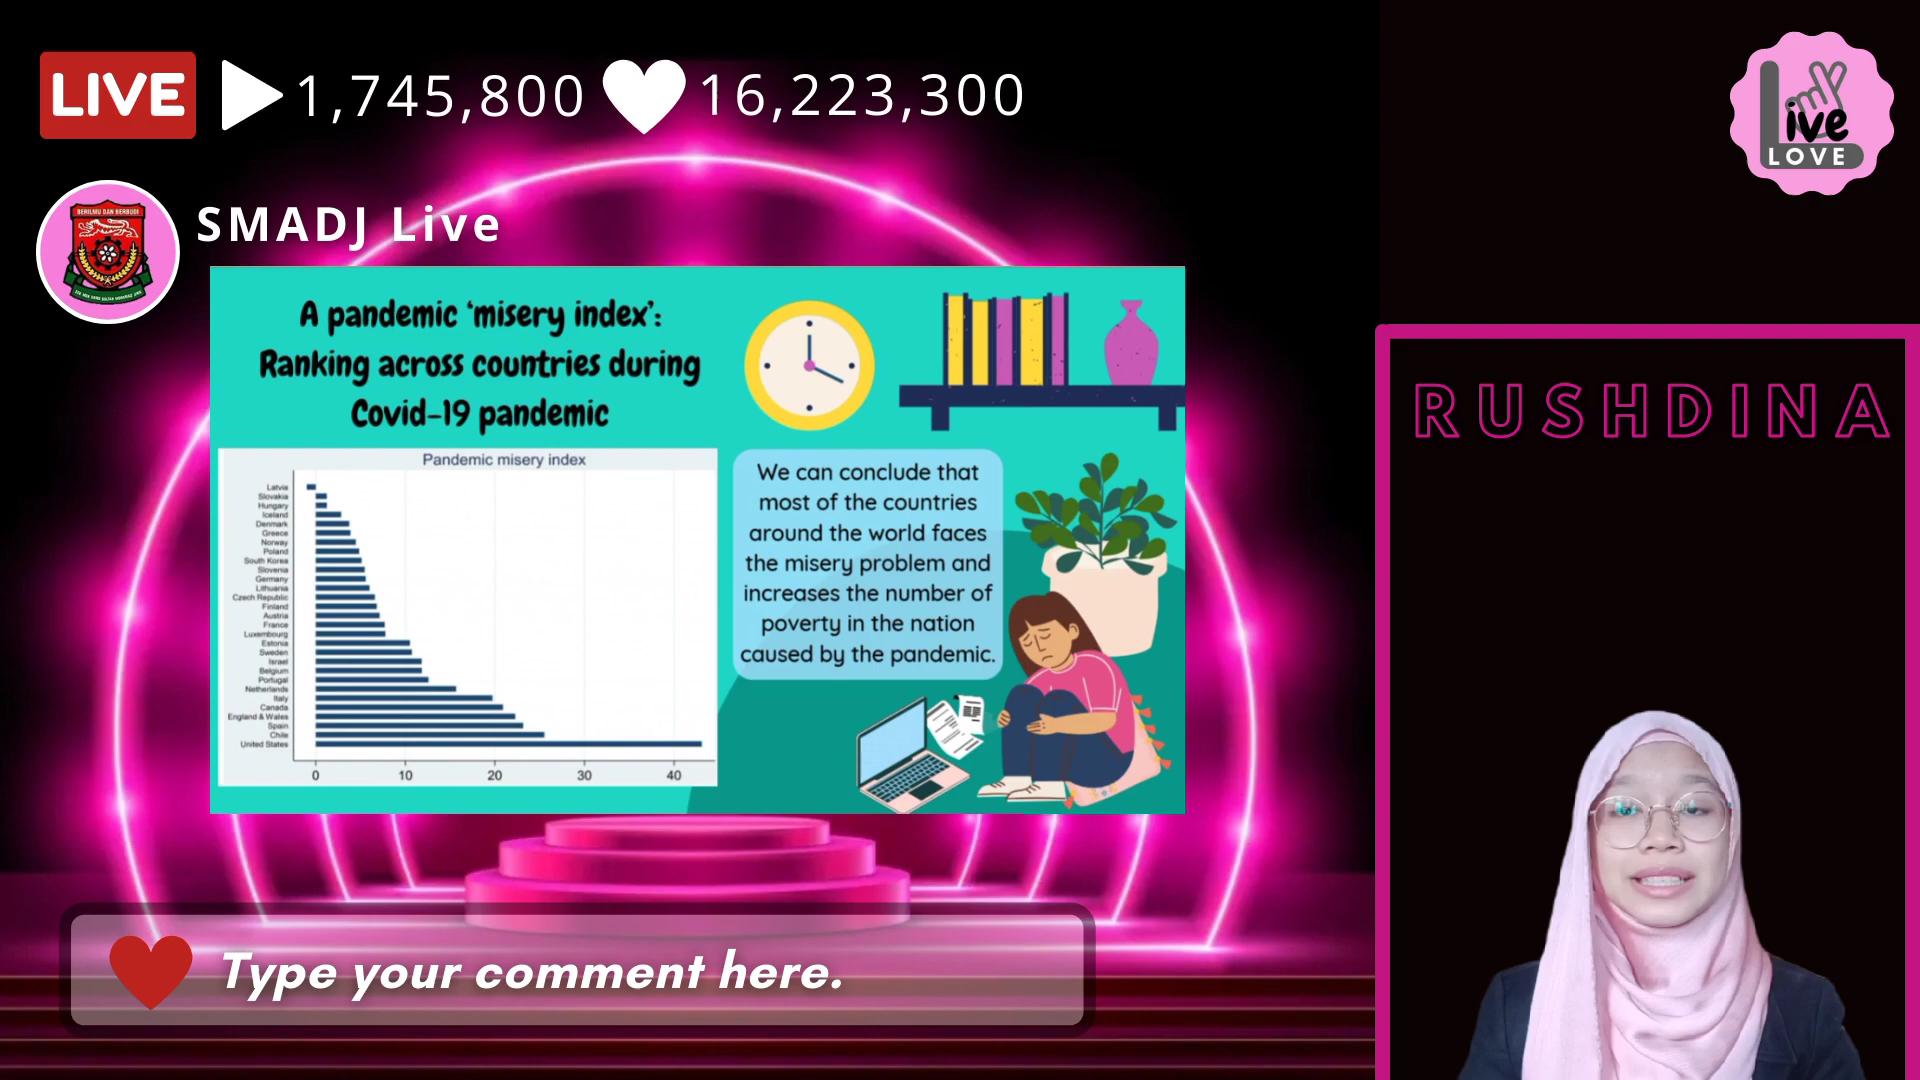 LIVE 1,745,800 16,223,300
ive
LOVE
BERILMU DAN BERBUDI
SMADJ Live
A pandemic ‘misery index’:
Ranking across countries during
Covid-19 pandemic
Pandemic misery index
Latvia
Slovakia
Hungary
Iceland
Denmark
Greece
Norway
Poland
South Korea
Slovenia
Germany
Lithuania
Czech Republic
Finland
Austria
France
Luxembourg
Estonia
Sweden
Israel
Belgium
Portugal
Netherlands
Italy
Canada
England & Wales
Spain
Chile
United States
0 10 20 30 40
We can conclude that
most of the countries
around the world faces
the misery problem and
increases the number of
poverty in the nation
caused by the pandemic.
RUSHDINA
Type your comment here.